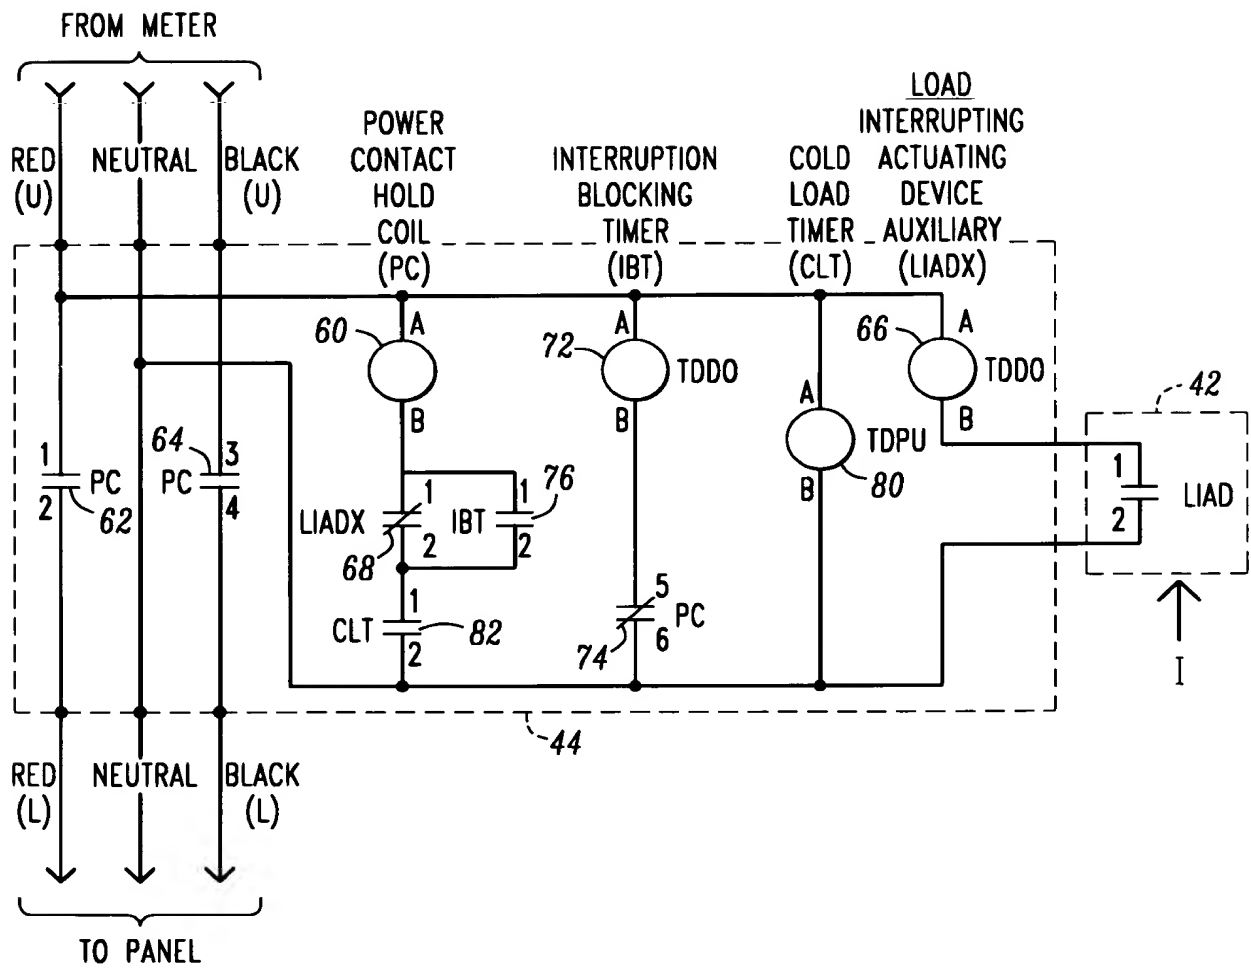 FROM METER
RED
(U)
NEUTRAL
BLACK
(U)
POWER
CONTACT
HOLD
COIL
(PC)
INTERRUPTION
BLOCKING
TIMER
(IBT)
COLD
LOAD
TIMER
(CLT)
LOAD
INTERRUPTING
ACTUATING
DEVICE
AUXILIARY
(LIADX)
60
A
B
72
A
TDDO
B
A
TDPU
B
80
66
A
TDDO
B
42
1
PC
2
62
64
3
PC
4
1
LIADX
2
68
1
IBT
2
76
1
CLT
2
82
5
PC
6
74
1
LIAD
2
I
44
RED
(L)
NEUTRAL
BLACK
(L)
TO PANEL